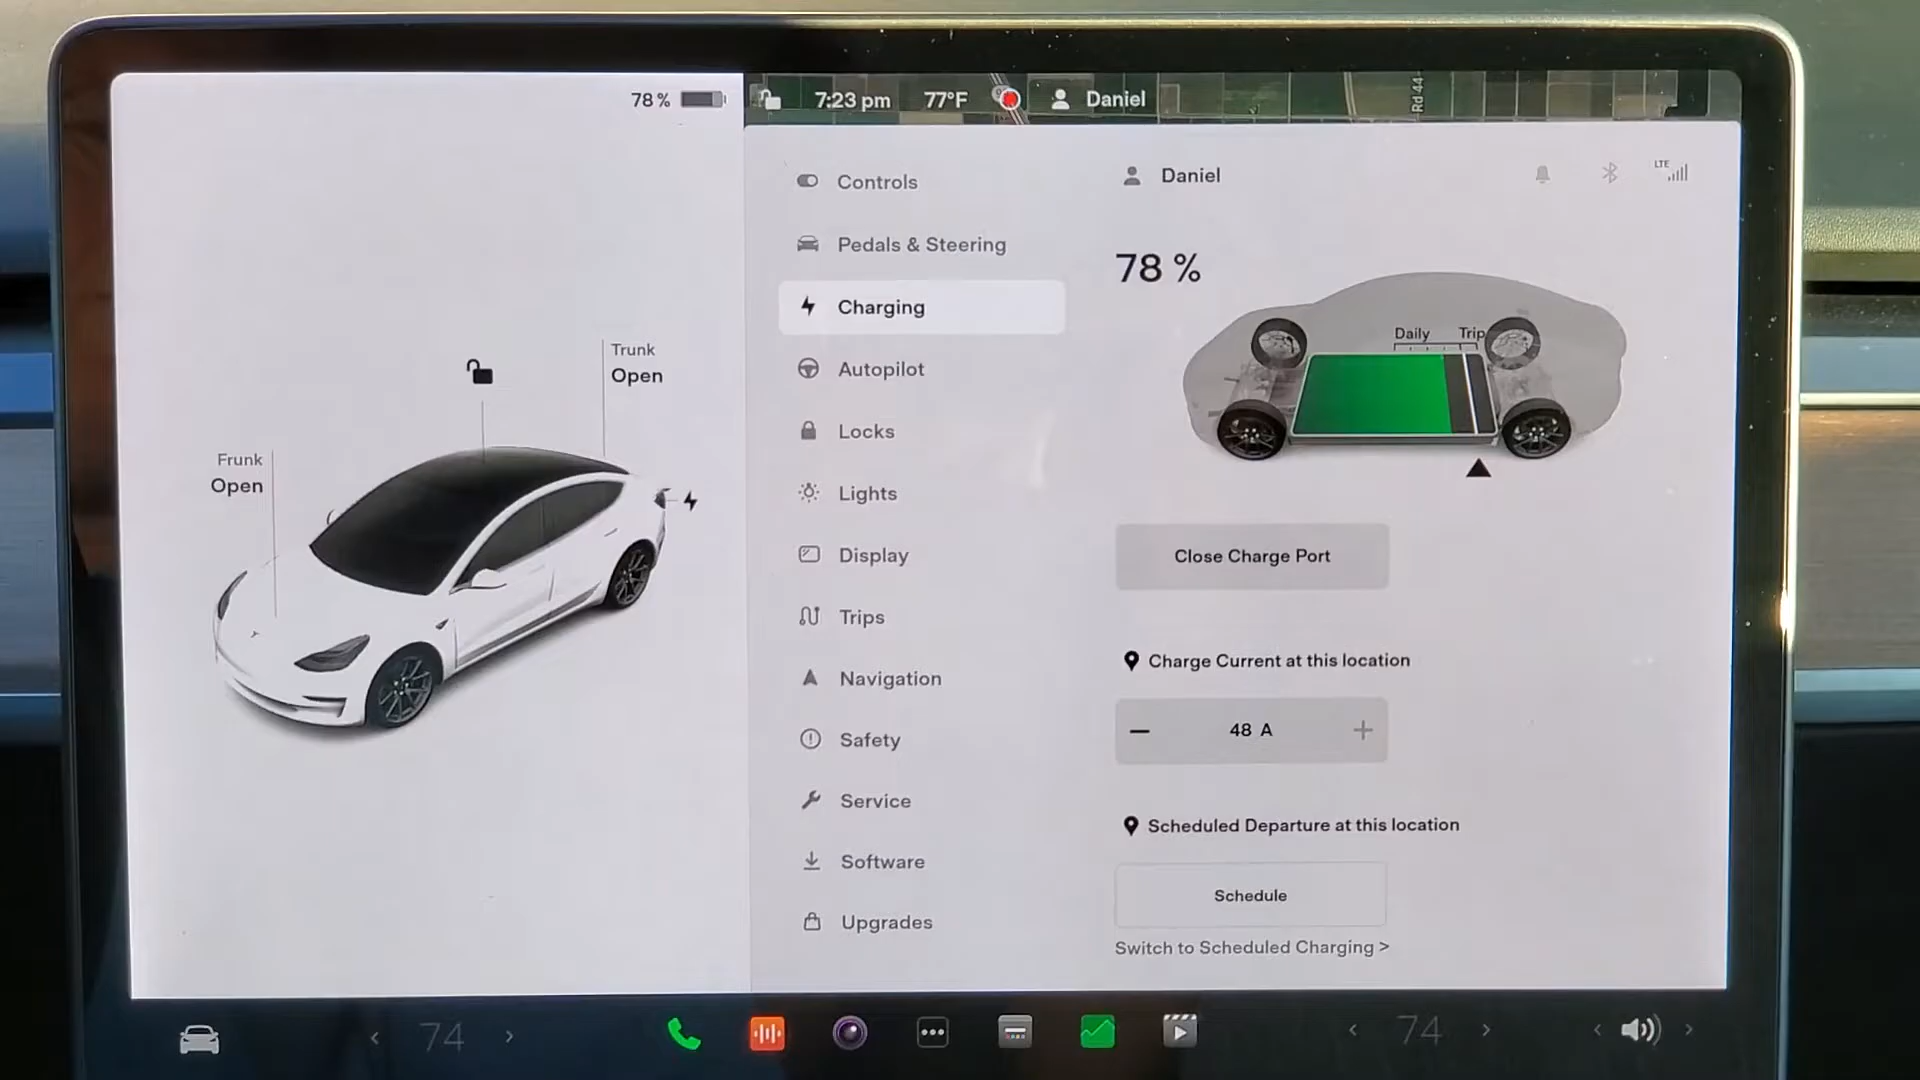 78 %
7:23 pm
77°F
Daniel
Rd 44
Trunk
Open
Frunk
Open
Controls
Pedals & Steering
Charging
Autopilot
Locks
Lights
Display
Trips
Navigation
Safety
Service
Software
Upgrades
Daniel
LTE
78 %
Daily
Trip
Close Charge Port
Charge Current at this location
− 48 A +
Scheduled Departure at this location
Schedule
Switch to Scheduled Charging >
< 74 >
< 74 >